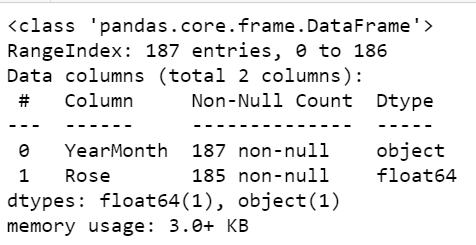 <class 'pandas.core.frame.DataFrame'>
RangeIndex: 187 entries, 0 to 186
Data columns (total 2 columns):
 #   Column     Non-Null Count  Dtype
---  ------     --------------  -----
 0   YearMonth  187 non-null    object
 1   Rose       185 non-null    float64
dtypes: float64(1), object(1)
memory usage: 3.0+ KB